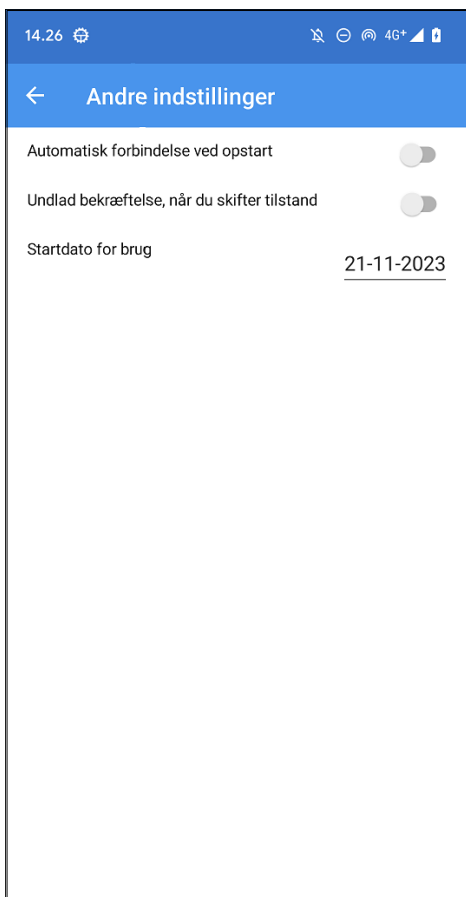 14.26 4G+
Andre indstillinger
Automatisk forbindelse ved opstart
Undlad bekræftelse, når du skifter tilstand
Startdato for brug
21-11-2023